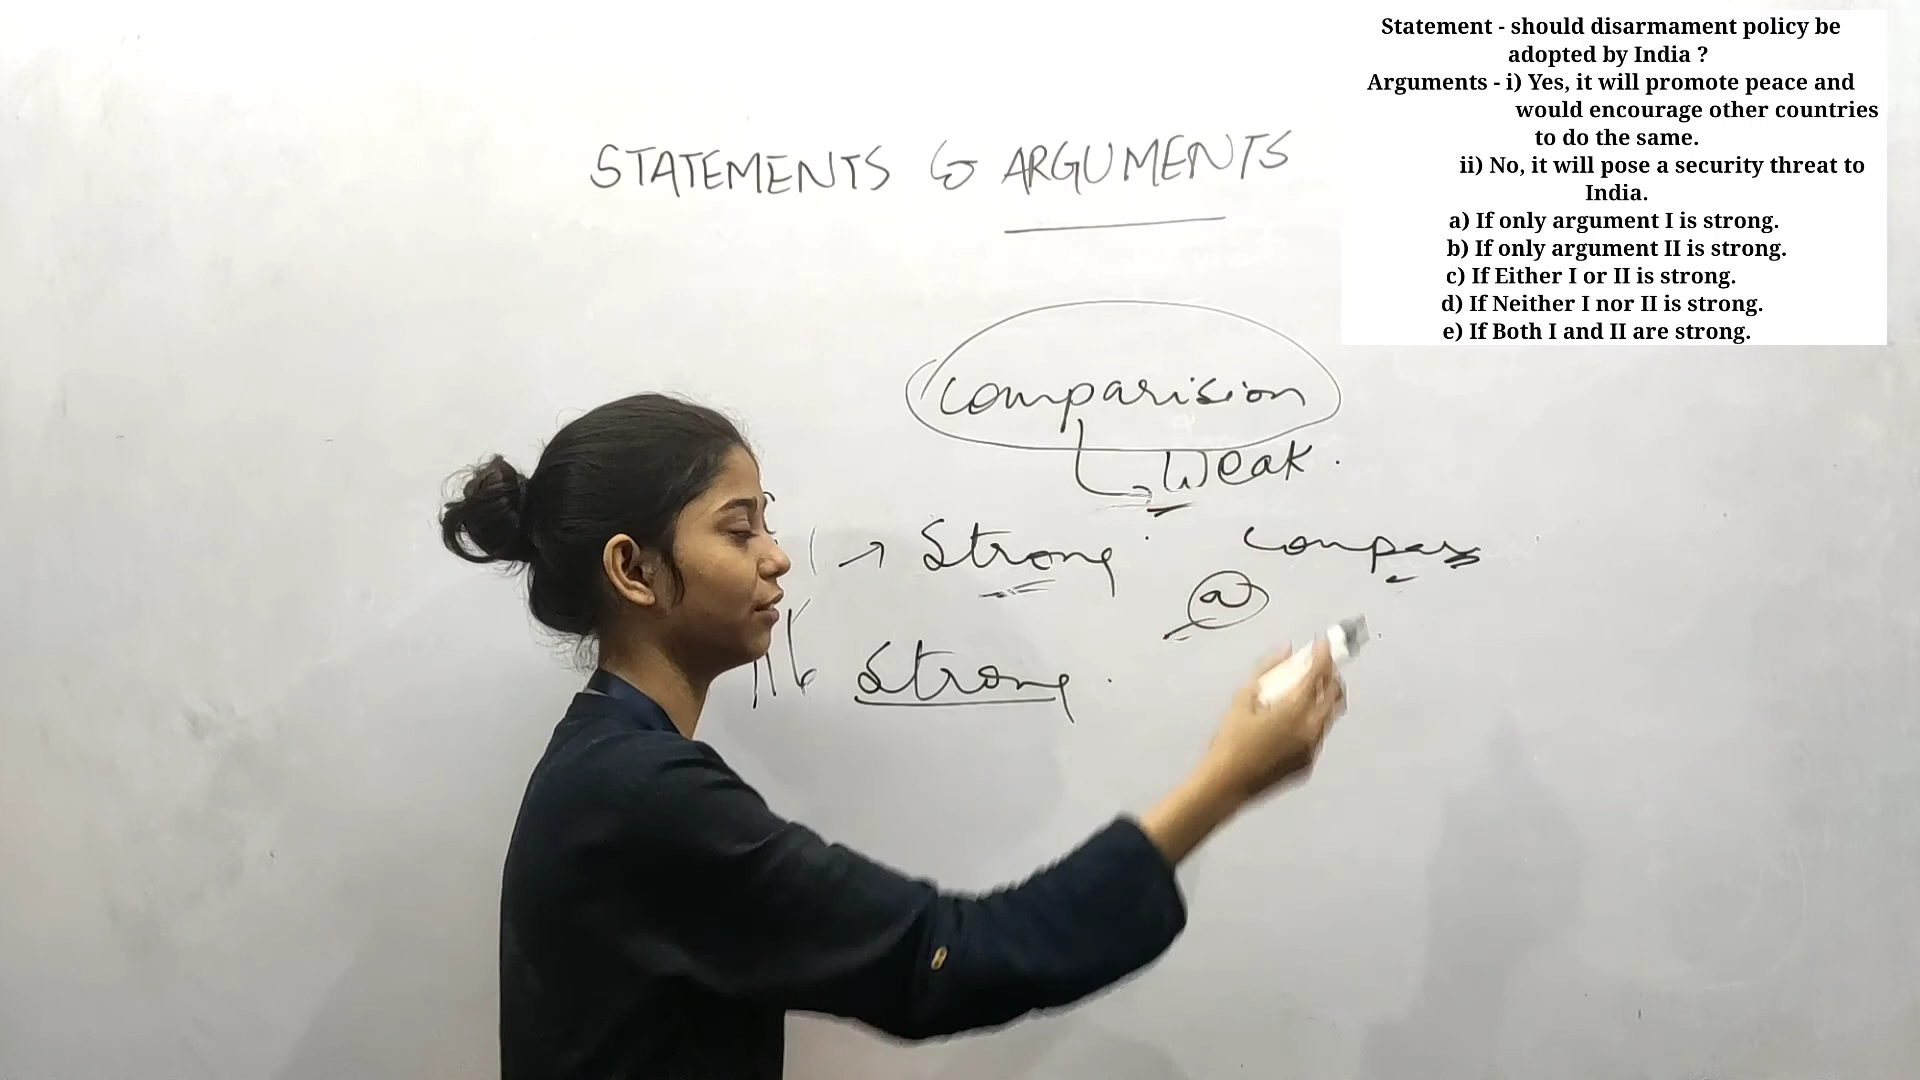 Statement - should disarmament policy be
adopted by India ?
Arguments - i) Yes, it will promote peace and
would encourage other countries
to do the same.
ii) No, it will pose a security threat to
India.
a) If only argument I is strong.
b) If only argument II is strong.
c) If Either I or II is strong.
d) If Neither I nor II is strong.
e) If Both I and II are strong.
STATEMENTS & ARGUMENTS
comparision
Weak.
→ Strong
a
Strong.